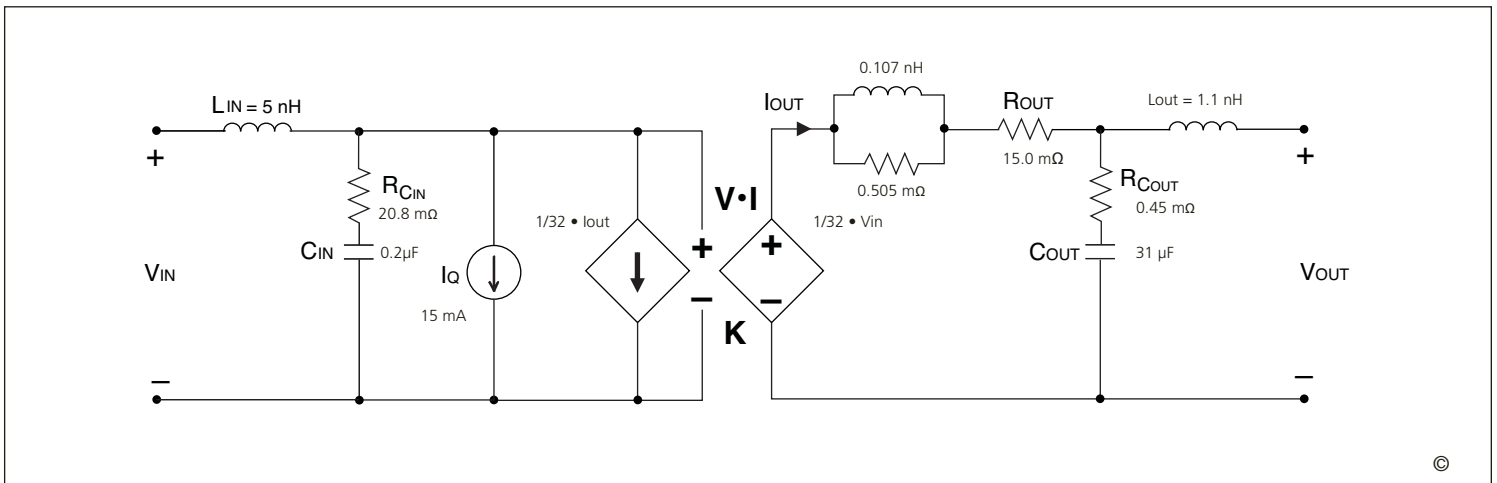 LIN = 5 nH
+
VIN
−
RCIN
20.8 mΩ
CIN
0.2µF
IQ
15 mA
1/32 • Iout
+
−
V•I
K
+
−
1/32 • Vin
IOUT
0.107 nH
0.505 mΩ
ROUT
15.0 mΩ
RCOUT
0.45 mΩ
COUT
31 µF
Lout = 1.1 nH
+
VOUT
−
©